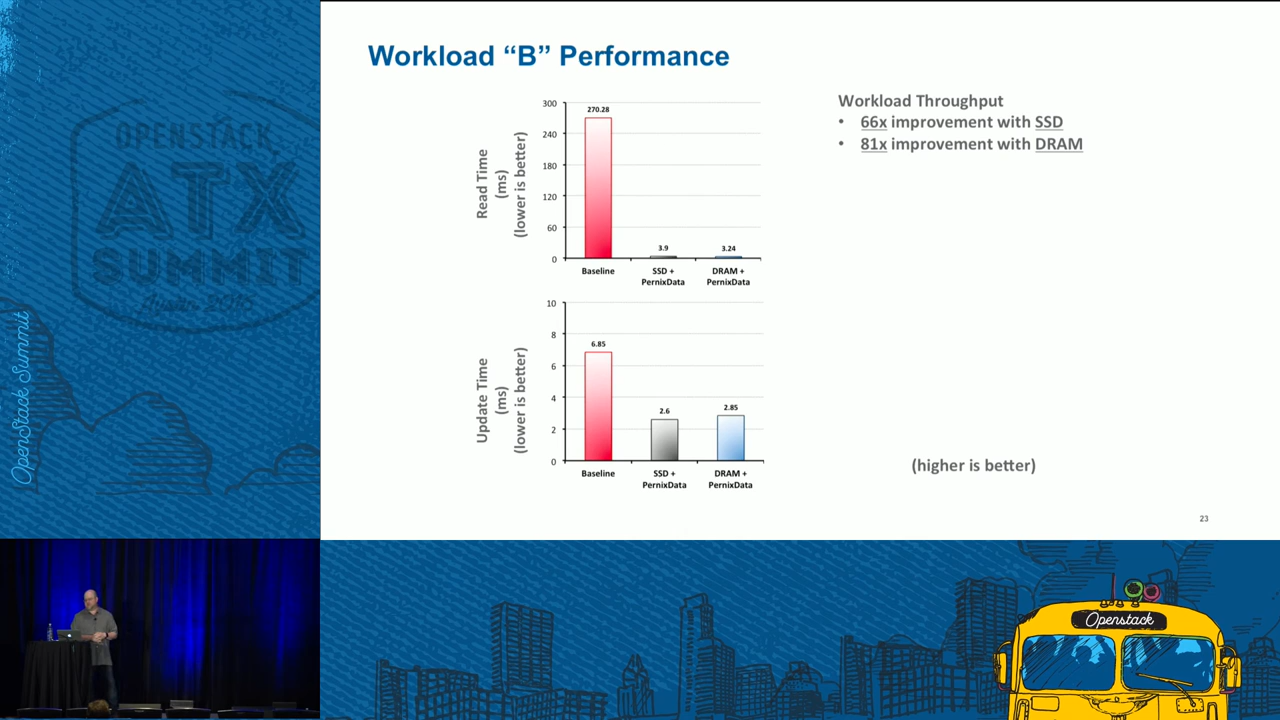 OPENSTACK
ATX
SUMMIT
OpenStack Summit
Workload “B” Performance
Read Time
(ms)
(lower is better)
300
240
180
120
60
0
270.28
3.9
3.24
Baseline
SSD +
PernixData
DRAM +
PernixData
Update Time
(ms)
(lower is better)
10
8
6
4
2
0
6.85
2.6
2.85
Baseline
SSD +
PernixData
DRAM +
PernixData
Workload Throughput
• 66x improvement with SSD
• 81x improvement with DRAM
(higher is better)
23
Openstack